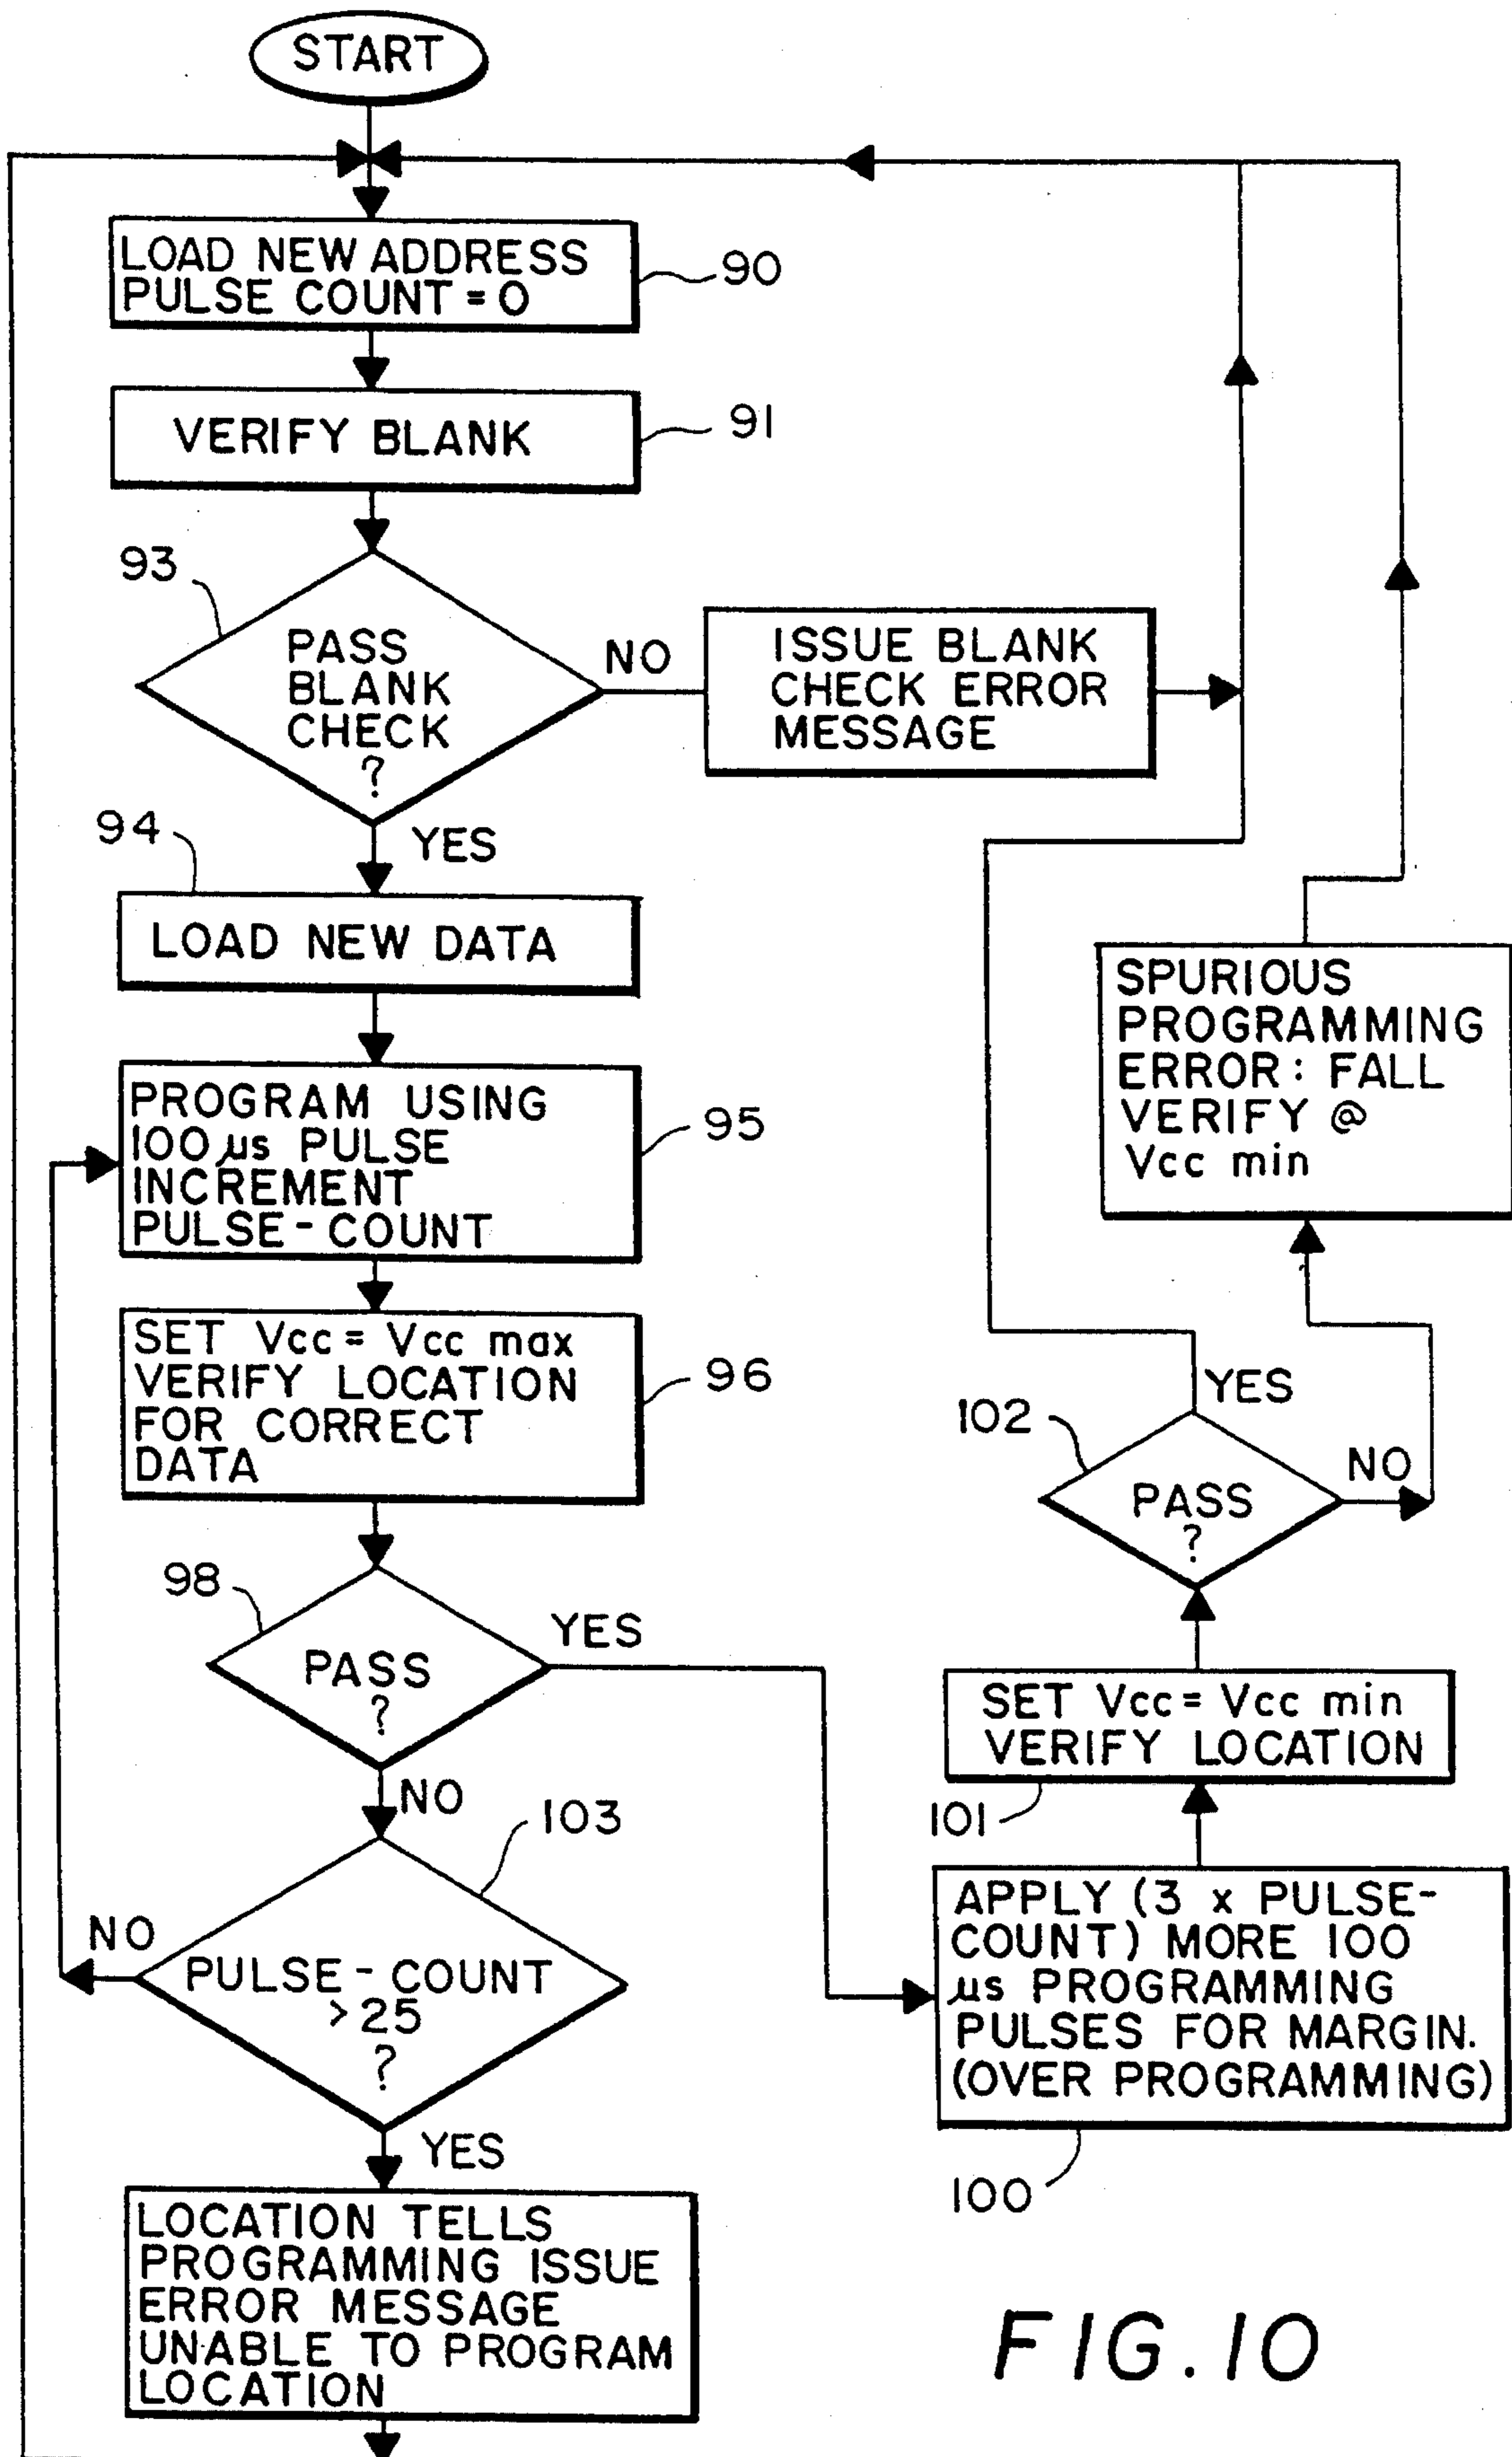 START
LOAD NEW ADDRESS
PULSE COUNT = 0
90
VERIFY BLANK
91
93
PASS
BLANK
CHECK
?
NO
ISSUE BLANK
CHECK ERROR
MESSAGE
YES
94
LOAD NEW DATA
PROGRAM USING
100 µs PULSE
INCREMENT
PULSE-COUNT
95
SET Vcc = Vcc max
VERIFY LOCATION
FOR CORRECT
DATA
96
98
PASS
?
YES
NO
103
PULSE-COUNT
>25
?
NO
YES
LOCATION TELLS
PROGRAMMING ISSUE
ERROR MESSAGE
UNABLE TO PROGRAM
LOCATION
SPURIOUS
PROGRAMMING
ERROR: FALL
VERIFY @
Vcc min
YES
102
PASS
?
NO
SET Vcc = Vcc min
VERIFY LOCATION
101
APPLY (3 x PULSE-
COUNT) MORE 100
µs PROGRAMMING
PULSES FOR MARGIN.
(OVER PROGRAMMING)
100
FIG. 10